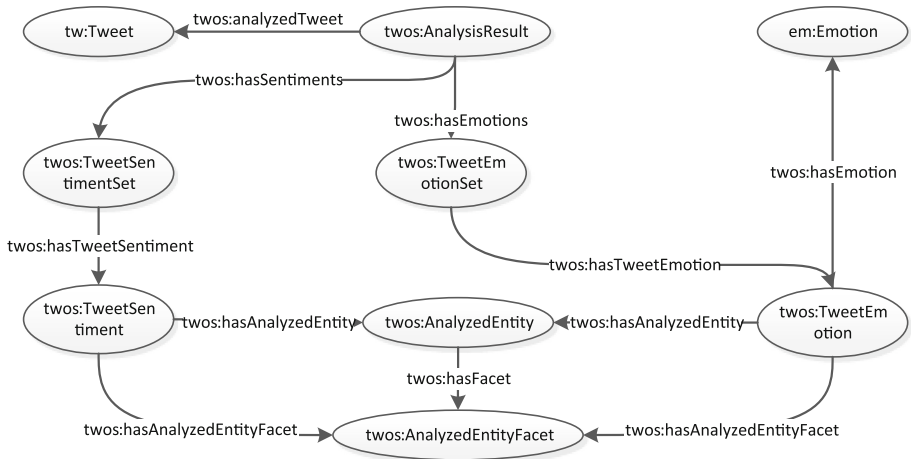 twos:analyzedTweet
tw:Tweet
twos:AnalysisResult
em:Emotion
twos:hasSentiments
twos:hasEmotions
twos:TweetSen
timentSet
twos:TweetEm
otionSet
twos:hasEmotion
twos:hasTweetSentiment
twos:hasTweetEmotion
twos:TweetSen
timent
twos:hasAnalyzedEntity
twos:AnalyzedEntity
twos:hasAnalyzedEntity
twos:TweetEm
otion
twos:hasFacet
twos:hasAnalyzedEntityFacet
twos:AnalyzedEntityFacet
twos:hasAnalyzedEntityFacet